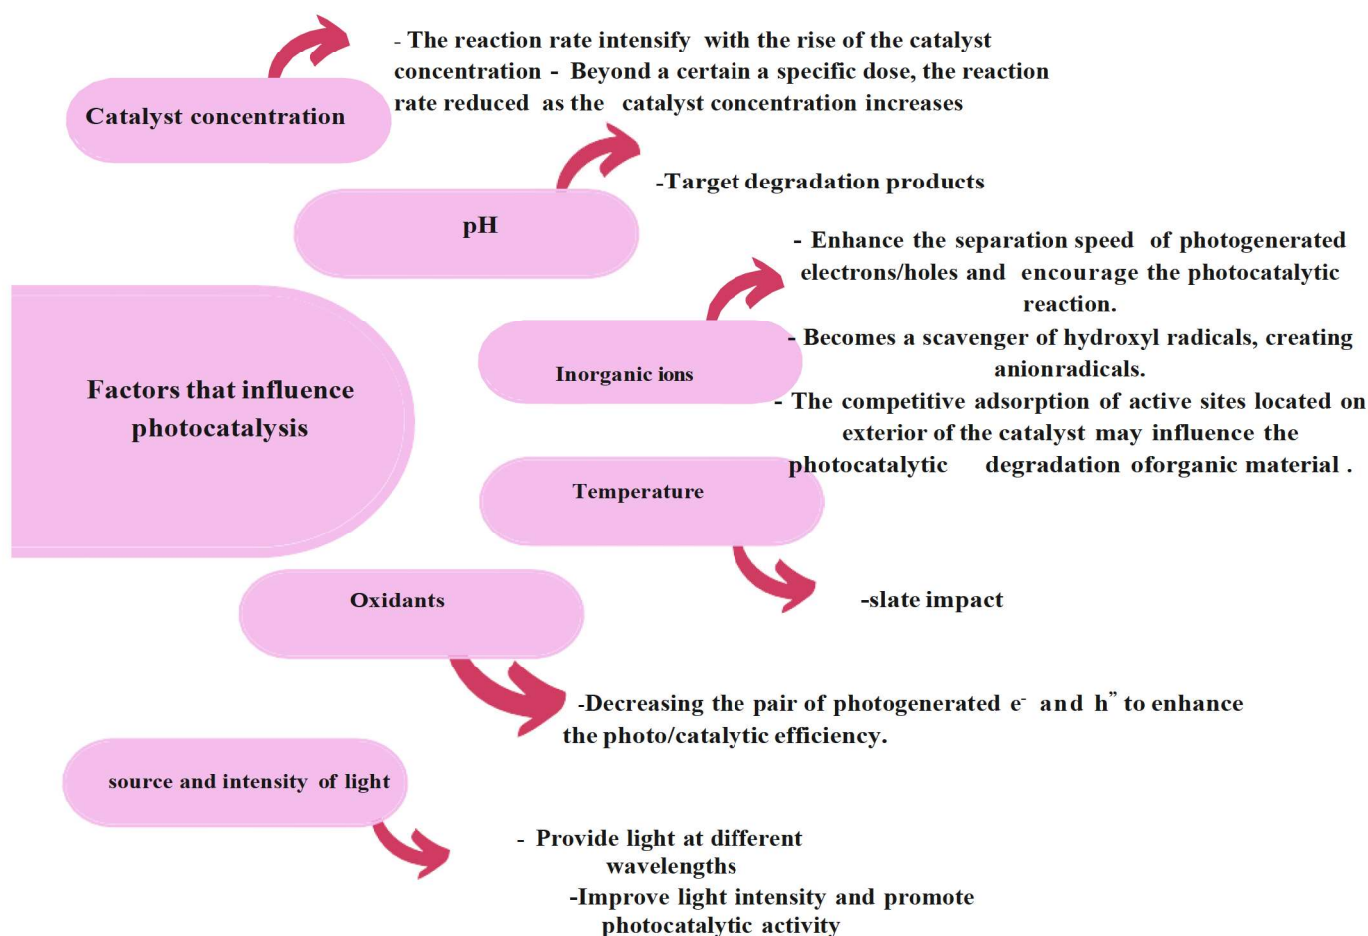 - The reaction rate intensify with the rise of the catalyst
concentration - Beyond a certain a specific dose, the reaction
rate reduced as the catalyst concentration increases
Catalyst concentration
-Target degradation products
pH
- Enhance the separation speed of photogenerated
electrons/holes and encourage the photocatalytic
reaction.
- Becomes a scavenger of hydroxyl radicals, creating
anionradicals.
- The competitive adsorption of active sites located on
exterior of the catalyst may influence the
photocatalytic degradation oforganic material .
Inorganic ions
Factors that influence
photocatalysis
Temperature
-slate impact
Oxidants
-Decreasing the pair of photogenerated e⁻ and h” to enhance
the photo/catalytic efficiency.
source and intensity of light
- Provide light at different
wavelengths
-Improve light intensity and promote
photocatalytic activity